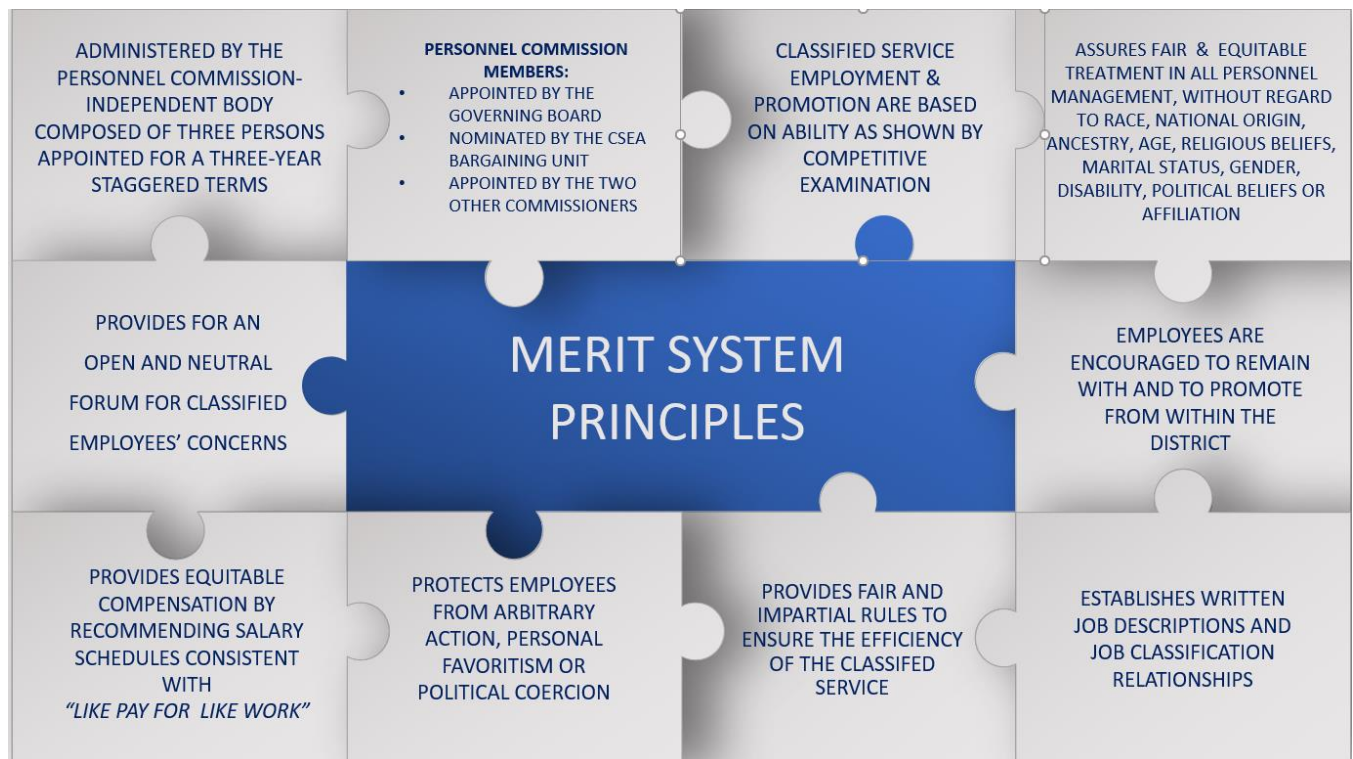 ADMINISTERED BY THE
PERSONNEL COMMISSION-
INDEPENDENT BODY
COMPOSED OF THREE PERSONS
APPOINTED FOR A THREE-YEAR
STAGGERED TERMS
PERSONNEL COMMISSION
MEMBERS:
• APPOINTED BY THE
GOVERNING BOARD
• NOMINATED BY THE CSEA
BARGAINING UNIT
• APPOINTED BY THE TWO
OTHER COMMISSIONERS
CLASSIFIED SERVICE
EMPLOYMENT &
PROMOTION ARE BASED
ON ABILITY AS SHOWN BY
COMPETITIVE
EXAMINATION
ASSURES FAIR & EQUITABLE
TREATMENT IN ALL PERSONNEL
MANAGEMENT, WITHOUT REGARD
TO RACE, NATIONAL ORIGIN,
ANCESTRY, AGE, RELIGIOUS BELIEFS,
MARITAL STATUS, GENDER,
DISABILITY, POLITICAL BELIEFS OR
AFFILIATION
PROVIDES FOR AN
OPEN AND NEUTRAL
FORUM FOR CLASSIFIED
EMPLOYEES’ CONCERNS
MERIT SYSTEM
PRINCIPLES
EMPLOYEES ARE
ENCOURAGED TO REMAIN
WITH AND TO PROMOTE
FROM WITHIN THE
DISTRICT
PROVIDES EQUITABLE
COMPENSATION BY
RECOMMENDING SALARY
SCHEDULES CONSISTENT
WITH
“LIKE PAY FOR LIKE WORK”
PROTECTS EMPLOYEES
FROM ARBITRARY
ACTION, PERSONAL
FAVORITISM OR
POLITICAL COERCION
PROVIDES FAIR AND
IMPARTIAL RULES TO
ENSURE THE EFFICIENCY
OF THE CLASSIFED
SERVICE
ESTABLISHES WRITTEN
JOB DESCRIPTIONS AND
JOB CLASSIFICATION
RELATIONSHIPS